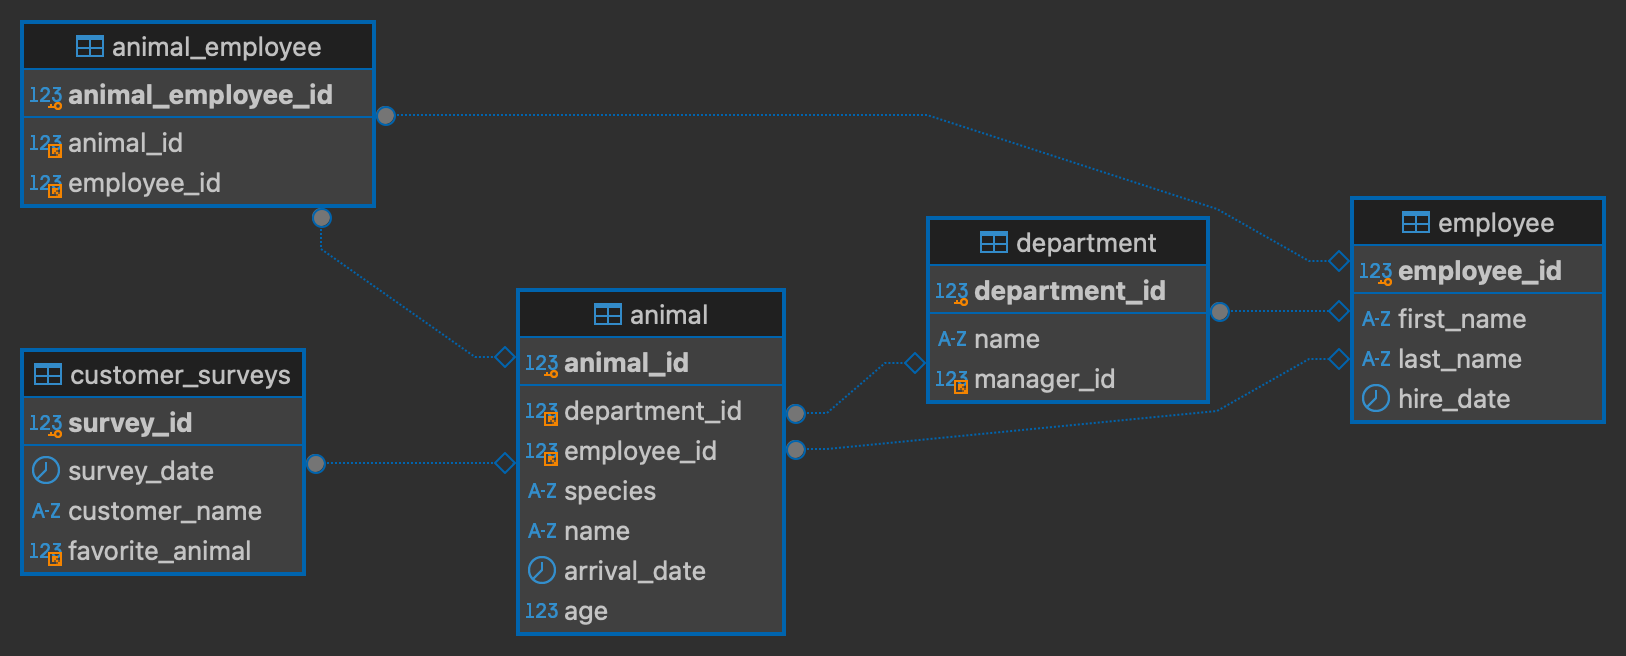 animal_employee
123 animal_employee_id
123 animal_id
123 employee_id
customer_surveys
123 survey_id
survey_date
A-Z customer_name
123 favorite_animal
animal
123 animal_id
123 department_id
123 employee_id
A-Z species
A-Z name
arrival_date
123 age
department
123 department_id
A-Z name
123 manager_id
employee
123 employee_id
A-Z first_name
A-Z last_name
hire_date